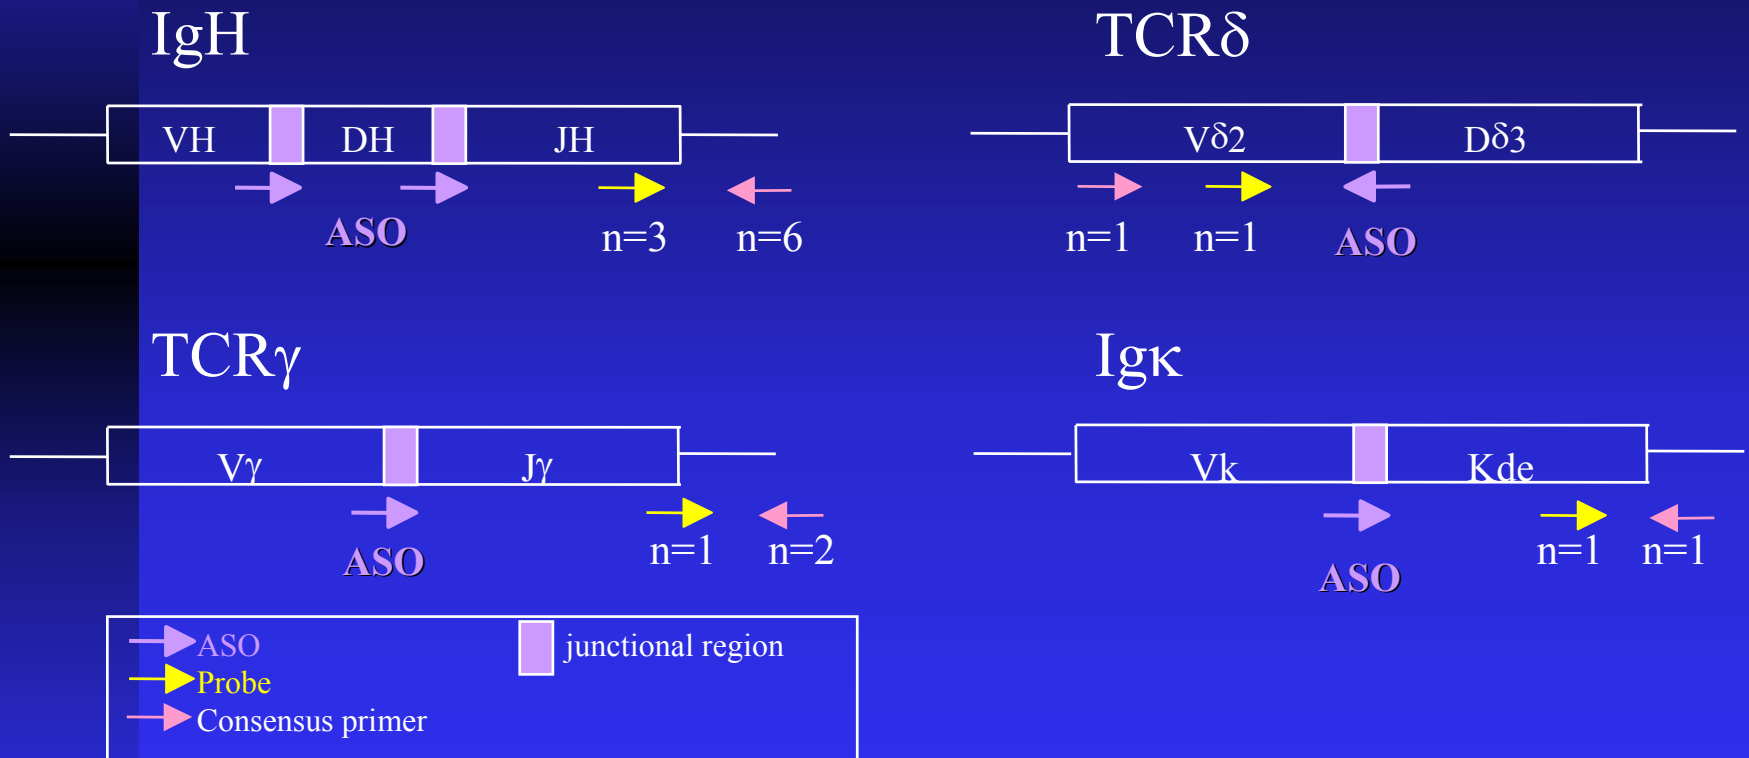 IgH
VH DH JH
ASO
n=3 n=6
TCRδ
Vδ2 Dδ3
n=1 n=1 ASO
TCRγ
Vγ Jγ
ASO
n=1 n=2
Igκ
Vk Kde
ASO
n=1 n=1
ASO
Probe
Consensus primer
junctional region